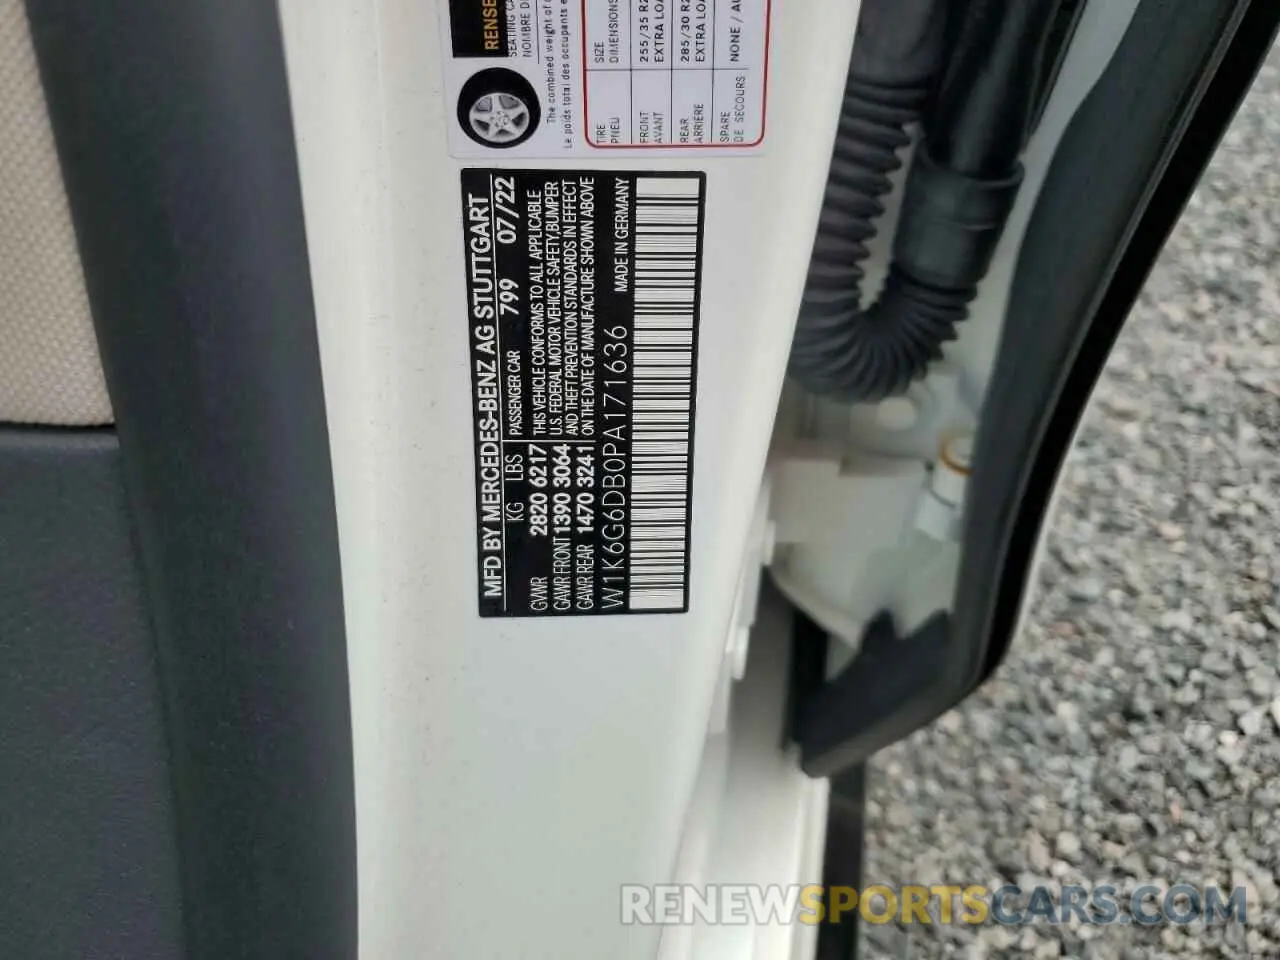 RENSE
SEATING CA
NOMBRE DE
The combined weight of
Le poids total des occupants e
TIRE SIZE
PNEU DIMENSIONS
FRONT 255/35 R2
AVANT EXTRA LOA
REAR 285/30 R2
ARRIERE EXTRA LOA
SPARE NONE / AU
DE SECOURS
MFD BY MERCEDES-BENZ AG STUTTGART
KG LBS PASSENGER CAR 799 07/22
GVWR 2820 6217 THIS VEHICLE CONFORMS TO ALL APPLICABLE
GAWR FRONT 1390 3064 U.S. FEDERAL MOTOR VEHICLE SAFETY, BUMPER
AND THEFT PREVENTION STANDARDS IN EFFECT
GAWR REAR 1470 3241 ON THE DATE OF MANUFACTURE SHOWN ABOVE
W1K6G6DB0PA171636 MADE IN GERMANY
RENEWSPORTSCARS.COM